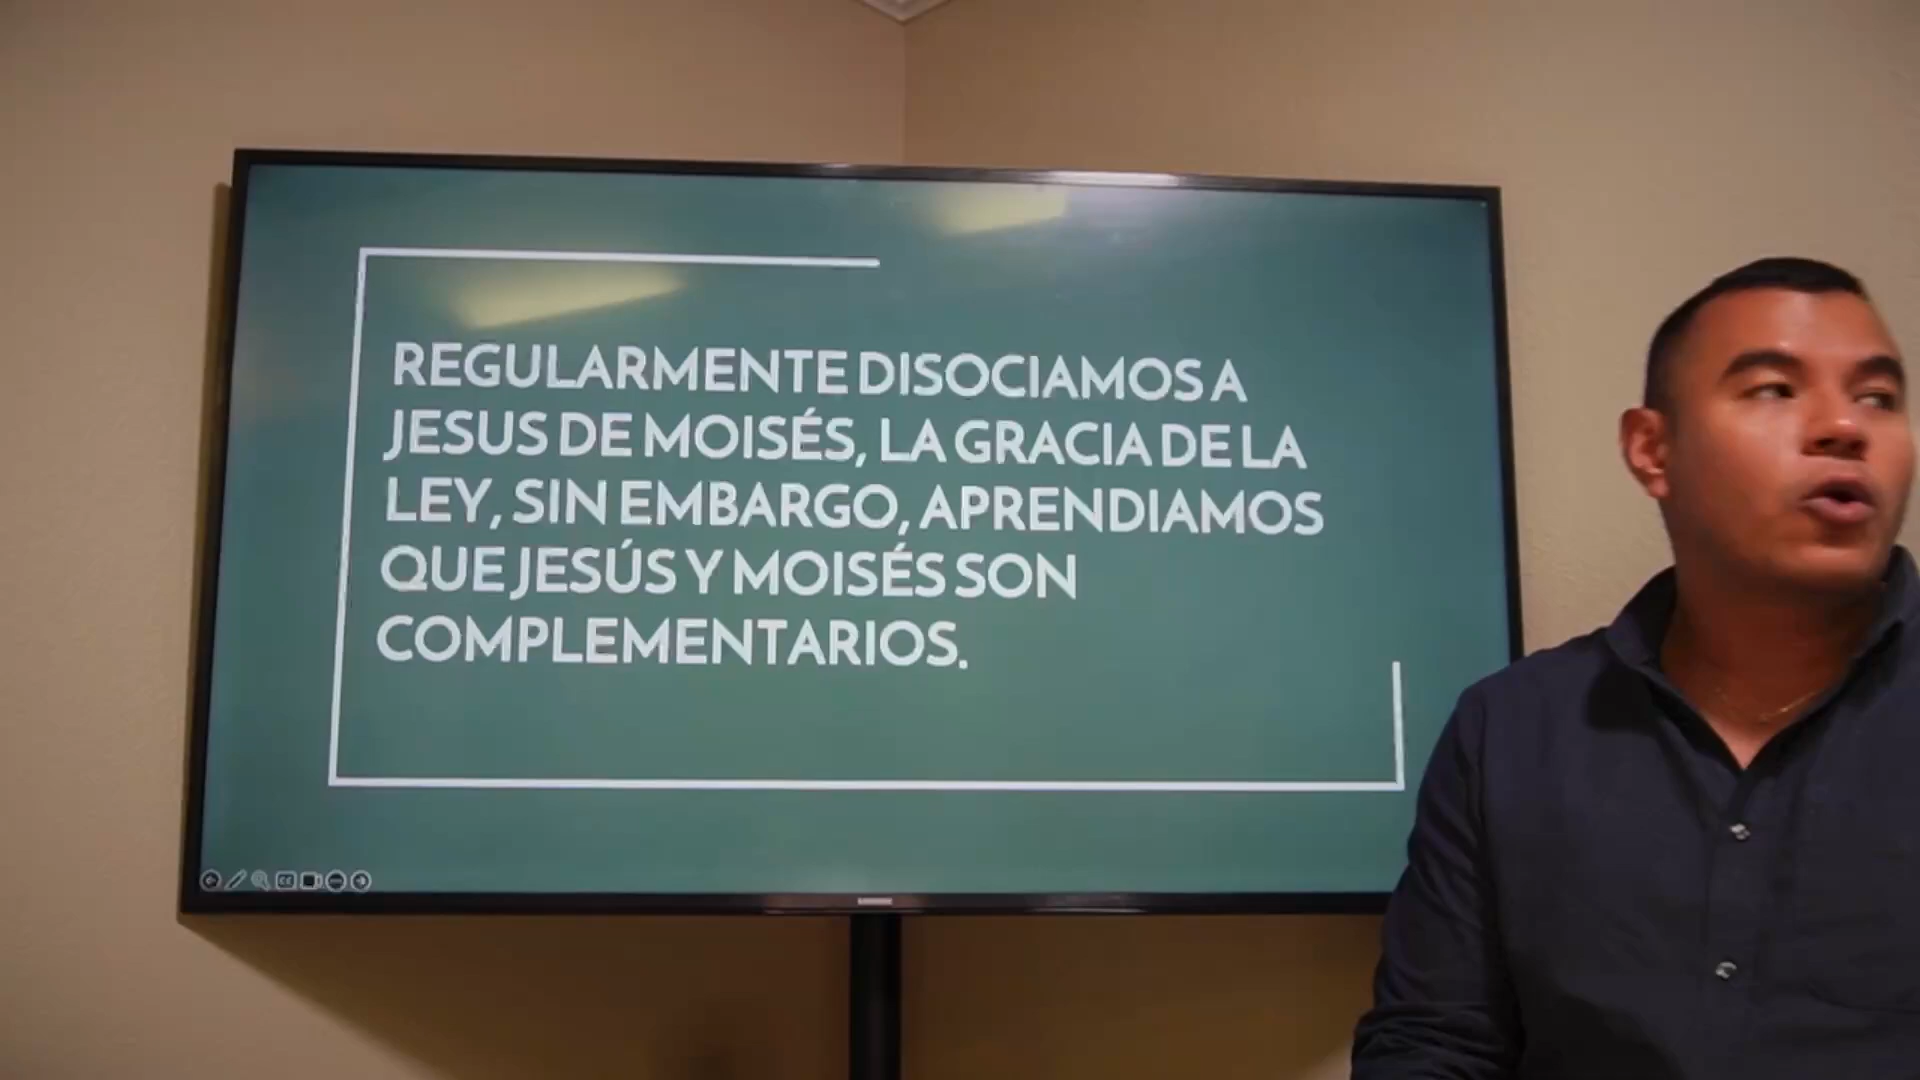 REGULARMENTE DISOCIAMOS A
JESUS DE MOISÉS, LA GRACIA DE LA
LEY, SIN EMBARGO, APRENDIAMOS
QUE JESÚS Y MOISÉS SON
COMPLEMENTARIOS.